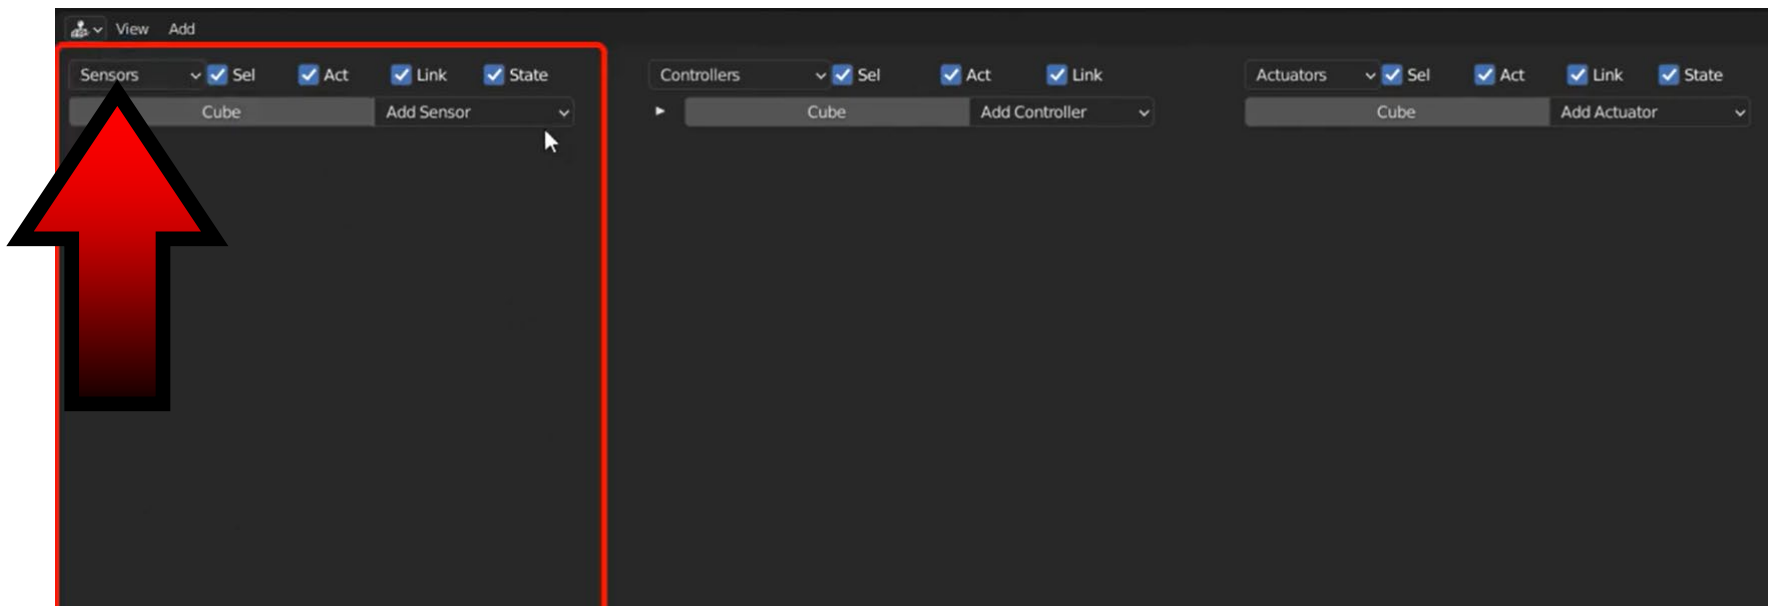 View Add
Sensors Sel Act Link State Controllers Sel Act Link Actuators Sel Act Link State
Cube Add Sensor Cube Add Controller Cube Add Actuator